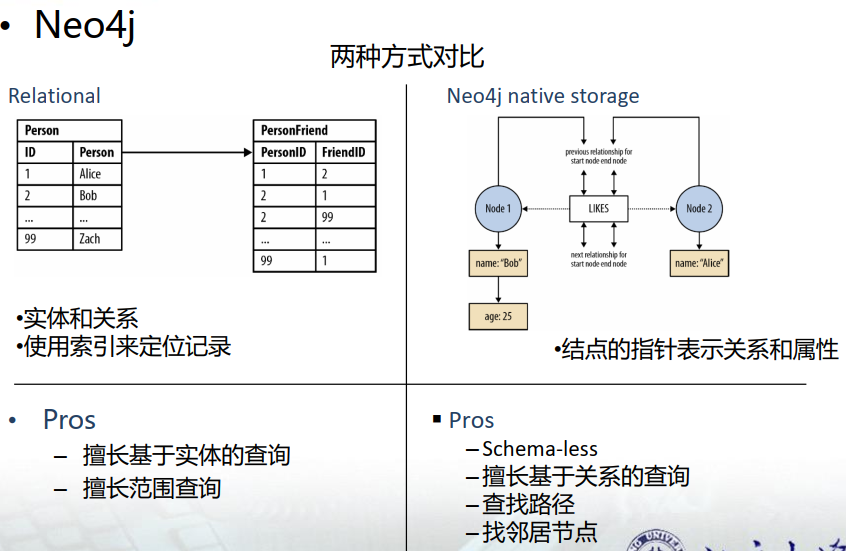 • Neo4j
两种方式对比
Relational
Person
ID Person
1 Alice
2 Bob
... ...
99 Zach
PersonFriend
PersonID FriendID
1 2
2 1
2 99
... ...
99 1
•实体和关系
•使用索引来定位记录
Neo4j native storage
previous relationship for
start node end node
Node 1
LIKES
Node 2
next relationship for
start node end node
name: "Bob"
name: "Alice"
age: 25
•结点的指针表示关系和属性
• Pros
– 擅长基于实体的查询
– 擅长范围查询
▪ Pros
–Schema-less
–擅长基于关系的查询
–查找路径
–找邻居节点